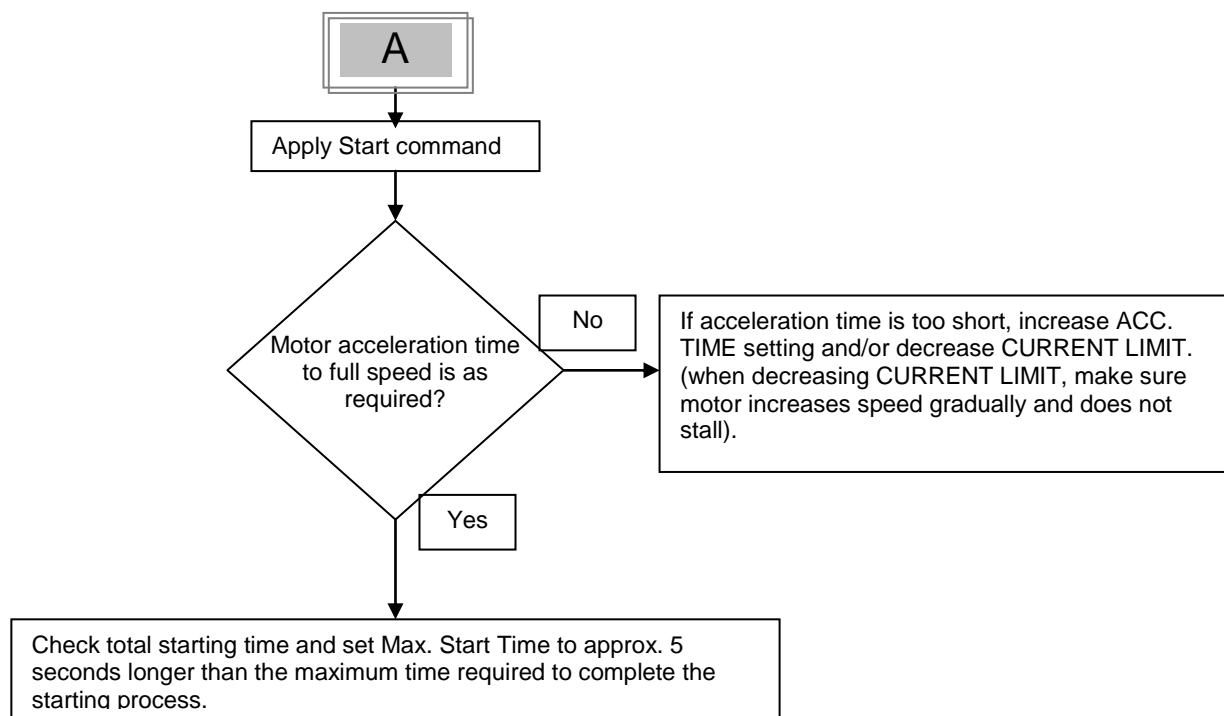 A
Apply Start command
Motor acceleration time
to full speed is as
required?
No
If acceleration time is too short, increase ACC.
TIME setting and/or decrease CURRENT LIMIT.
(when decreasing CURRENT LIMIT, make sure
motor increases speed gradually and does not
stall).
Yes
Check total starting time and set Max. Start Time to approx. 5
seconds longer than the maximum time required to complete the
starting process.